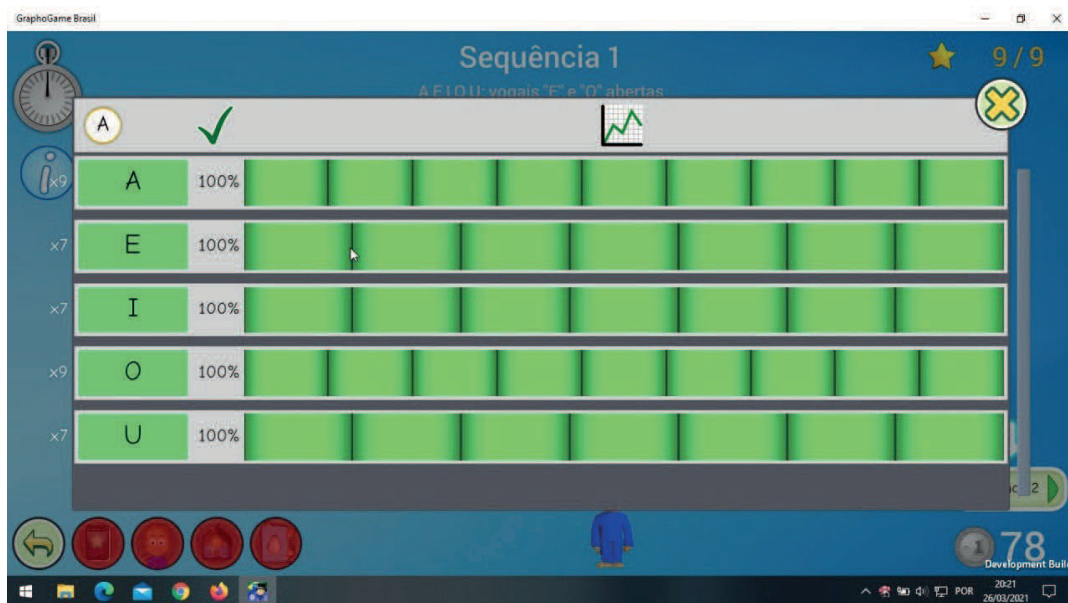 GraphoGame Brasil
Sequência 1
9/9
A E I O U: vogais "E" e "O" abertas
A
x9 A 100%
x7 E 100%
x7 I 100%
x9 O 100%
x7 U 100%
2
1 78
Development Buil
POR
20:21
26/03/2021